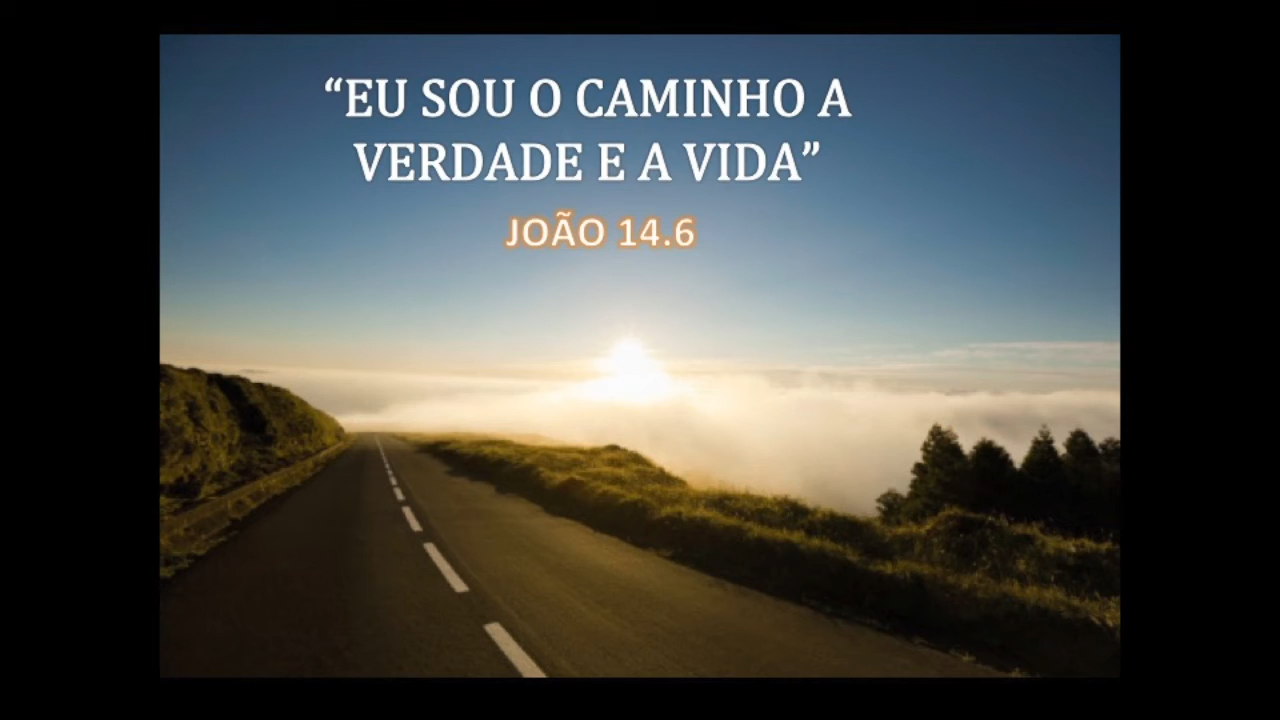 “EU SOU O CAMINHO A
VERDADE E A VIDA”
JOÃO 14.6